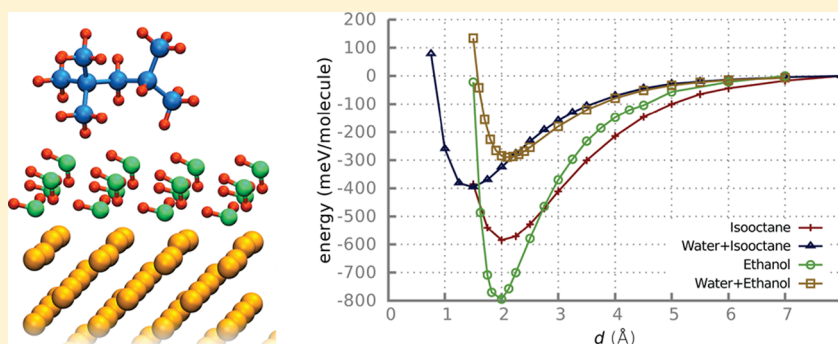 200
100
0
-100
-200
-300
-400
-500
-600
-700
-800
energy (meV/molecule)
0 1 2 3 4 5 6 7
d (Å)
Isooctane
Water+Isooctane
Ethanol
Water+Ethanol